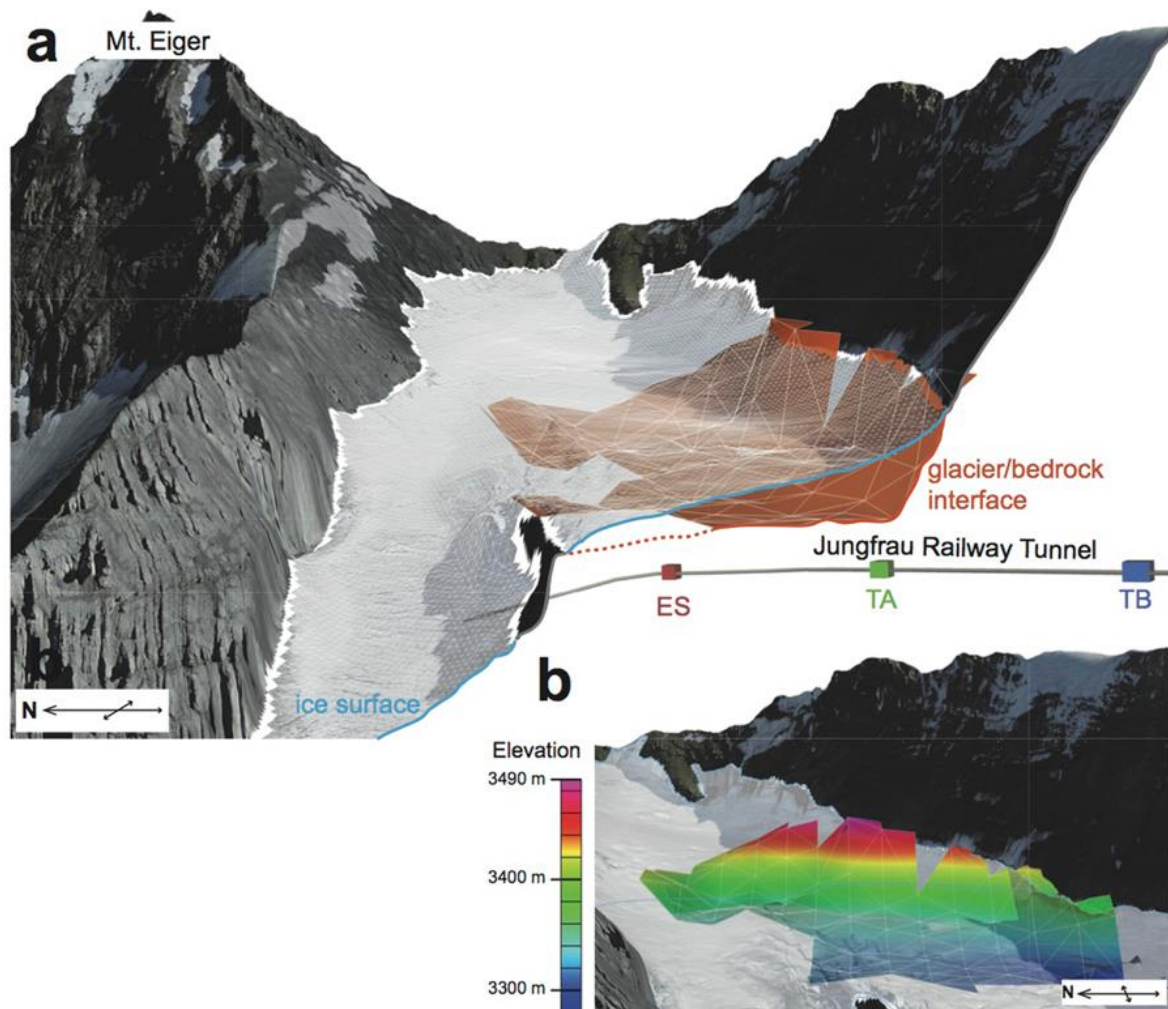 a
Mt. Eiger
glacier/bedrock
interface
Jungfrau Railway Tunnel
ES
TA
TB
N
ice surface
b
Elevation
3490 m
3400 m
3300 m
N